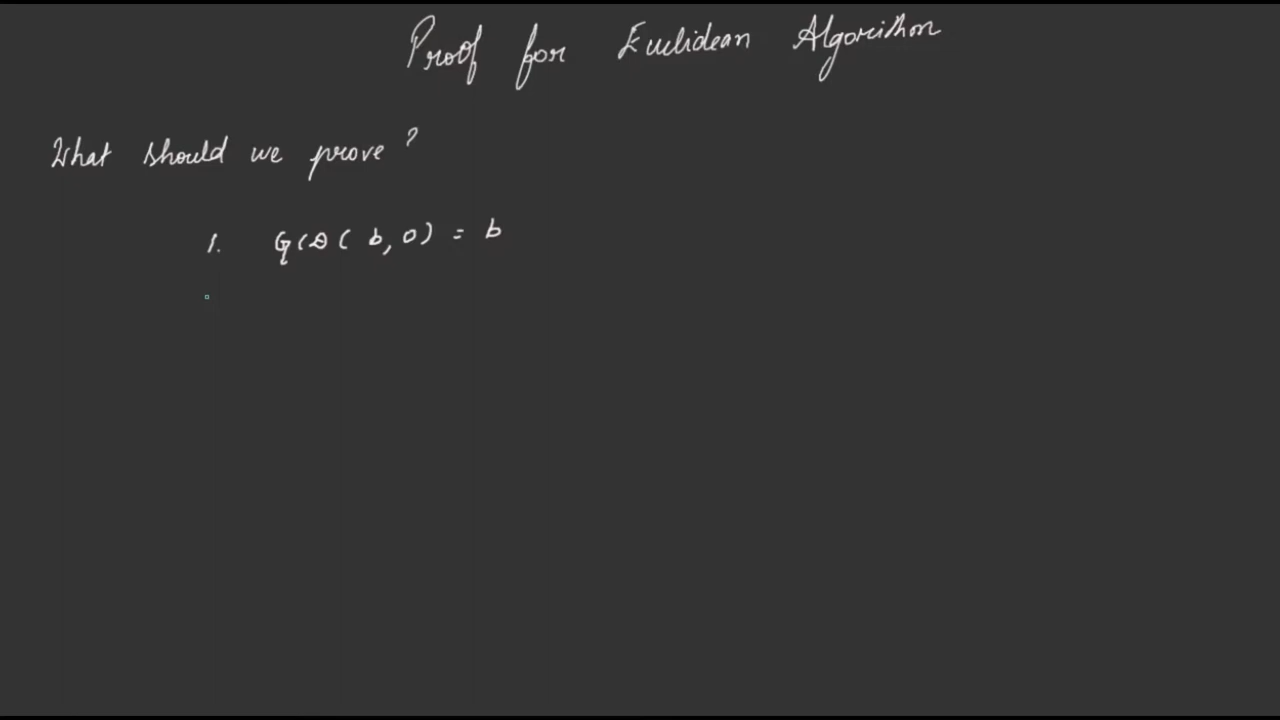 Proof for Euclidean Algorithm
What should we prove?
1. GCD( b, 0) = b